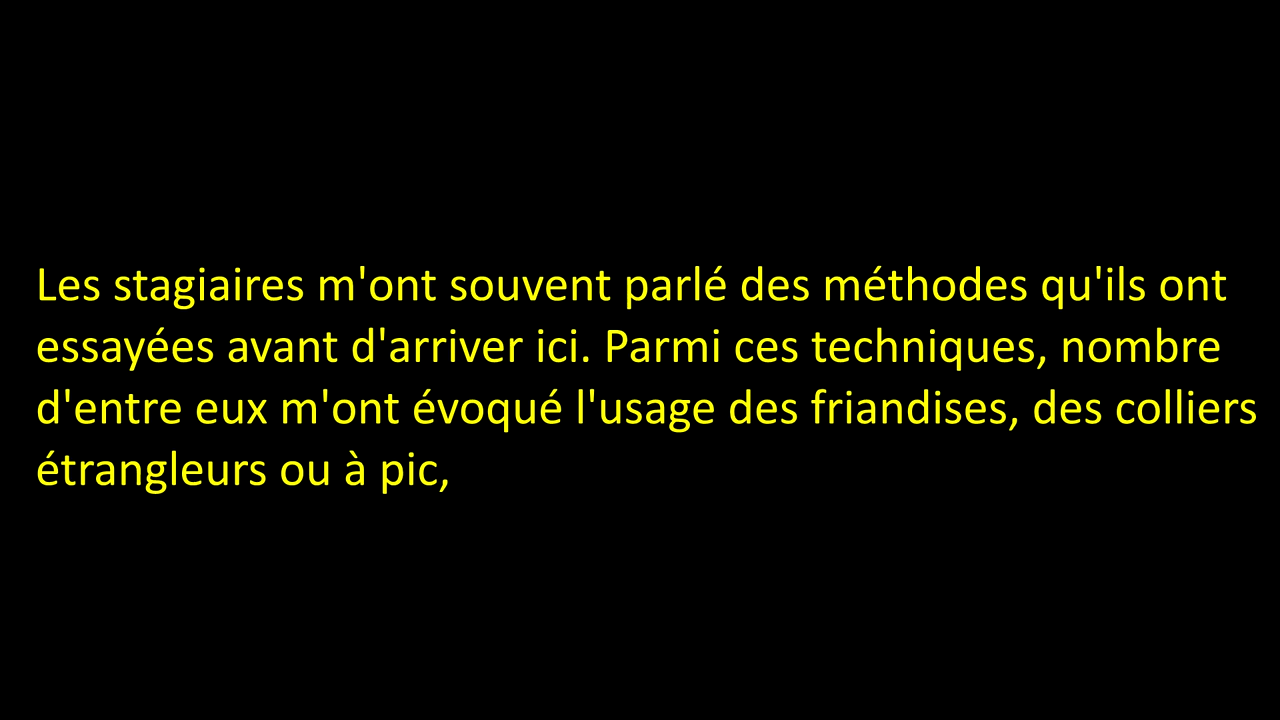 Les stagiaires m'ont souvent parlé des méthodes qu'ils ont
essayées avant d'arriver ici. Parmi ces techniques, nombre
d'entre eux m'ont évoqué l'usage des friandises, des colliers
étrangleurs ou à pic,